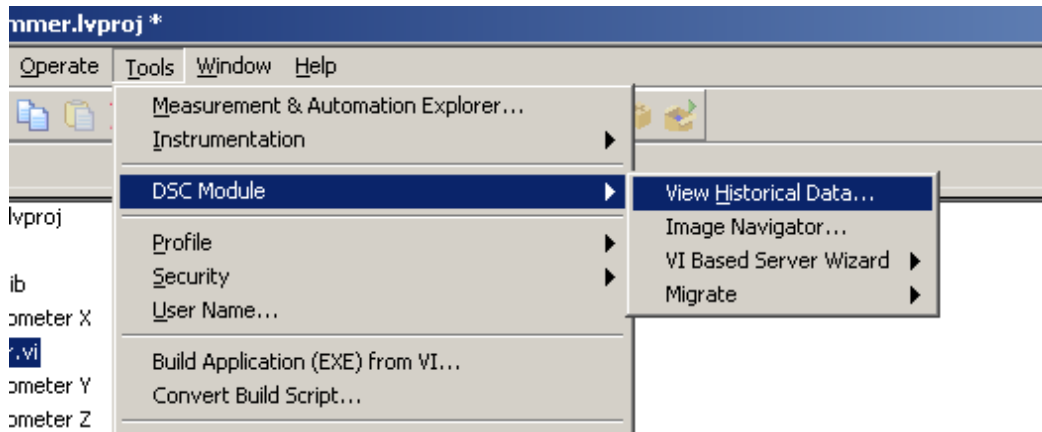 mmer.lvproj *
Operate Tools Window Help
Measurement & Automation Explorer...
Instrumentation
DSC Module
View Historical Data...
Image Navigator...
VI Based Server Wizard
Migrate
Profile
Security
User Name...
Build Application (EXE) from VI...
Convert Build Script...
lvproj
ib
ometer X
r.vi
ometer Y
ometer Z